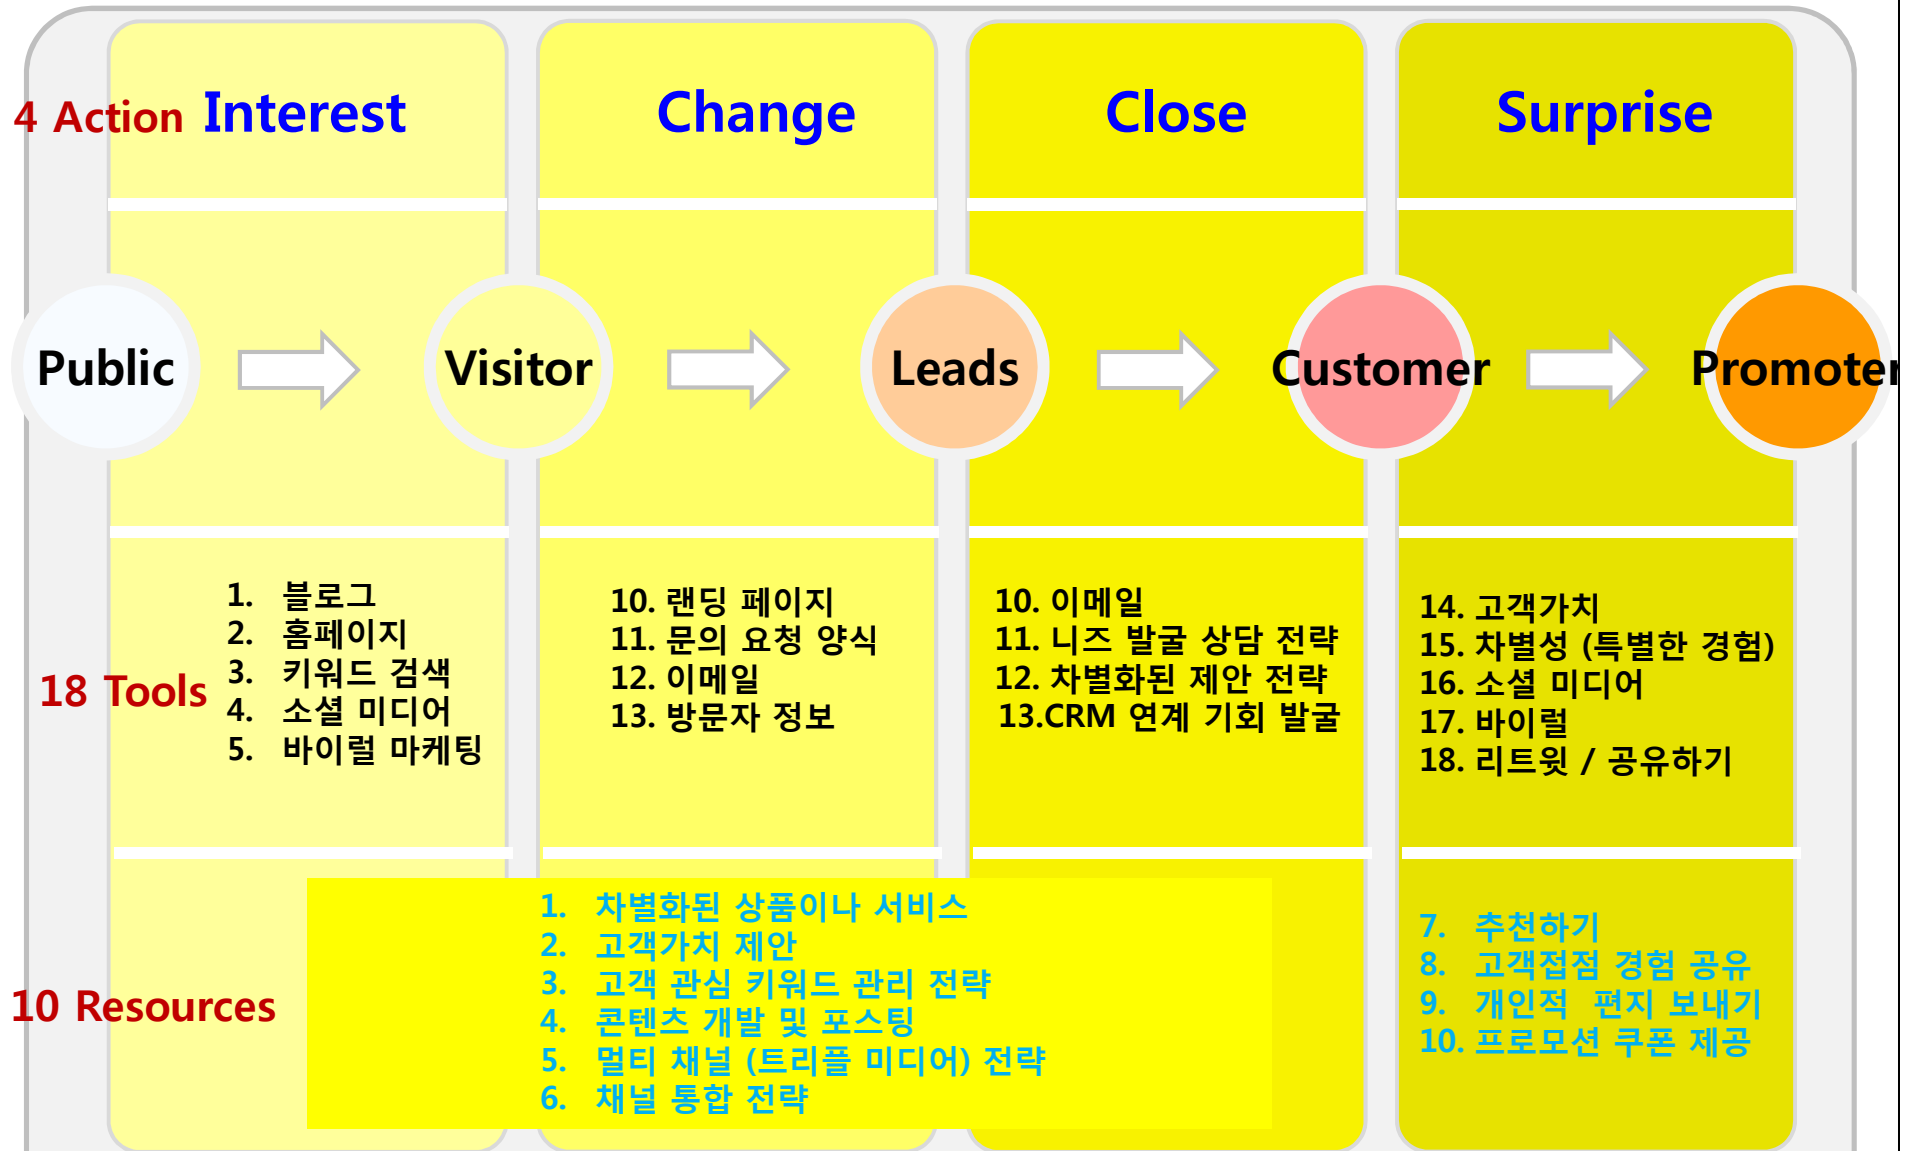 4 Action
Interest
Change
Close
Surprise
Public
Visitor
Leads
Customer
Promoter
18 Tools
1. 블로그
2. 홈페이지
3. 키워드 검색
4. 소셜 미디어
5. 바이럴 마케팅
10. 랜딩 페이지
11. 문의 요청 양식
12. 이메일
13. 방문자 정보
10. 이메일
11. 니즈 발굴 상담 전략
12. 차별화된 제안 전략
13.CRM 연계 기회 발굴
14. 고객가치
15. 차별성 (특별한 경험)
16. 소셜 미디어
17. 바이럴
18. 리트윗 / 공유하기
10 Resources
1. 차별화된 상품이나 서비스
2. 고객가치 제안
3. 고객 관심 키워드 관리 전략
4. 콘텐츠 개발 및 포스팅
5. 멀티 채널 (트리플 미디어) 전략
6. 채널 통합 전략
7. 추천하기
8. 고객접점 경험 공유
9. 개인적 편지 보내기
10. 프로모션 쿠폰 제공